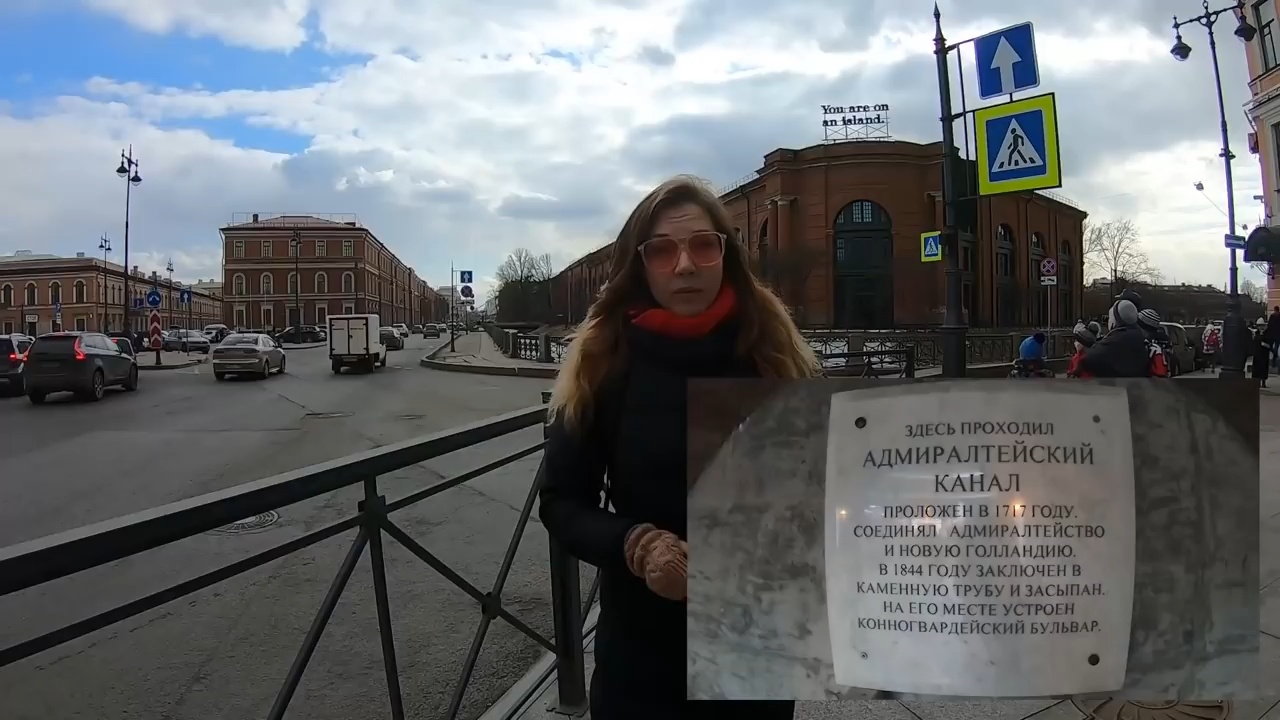 You are on
an island.
ЗДЕСЬ ПРОХОДИЛ
АДМИРАЛТЕЙСКИЙ
КАНАЛ
ПРОЛОЖЕН В 1717 ГОДУ.
СОЕДИНЯЛ АДМИРАЛТЕЙСТВО
И НОВУЮ ГОЛЛАНДИЮ.
В 1844 ГОДУ ЗАКЛЮЧЕН В
КАМЕННУЮ ТРУБУ И ЗАСЫПАН.
НА ЕГО МЕСТЕ УСТРОЕН
КОННОГВАРДЕЙСКИЙ БУЛЬВАР.